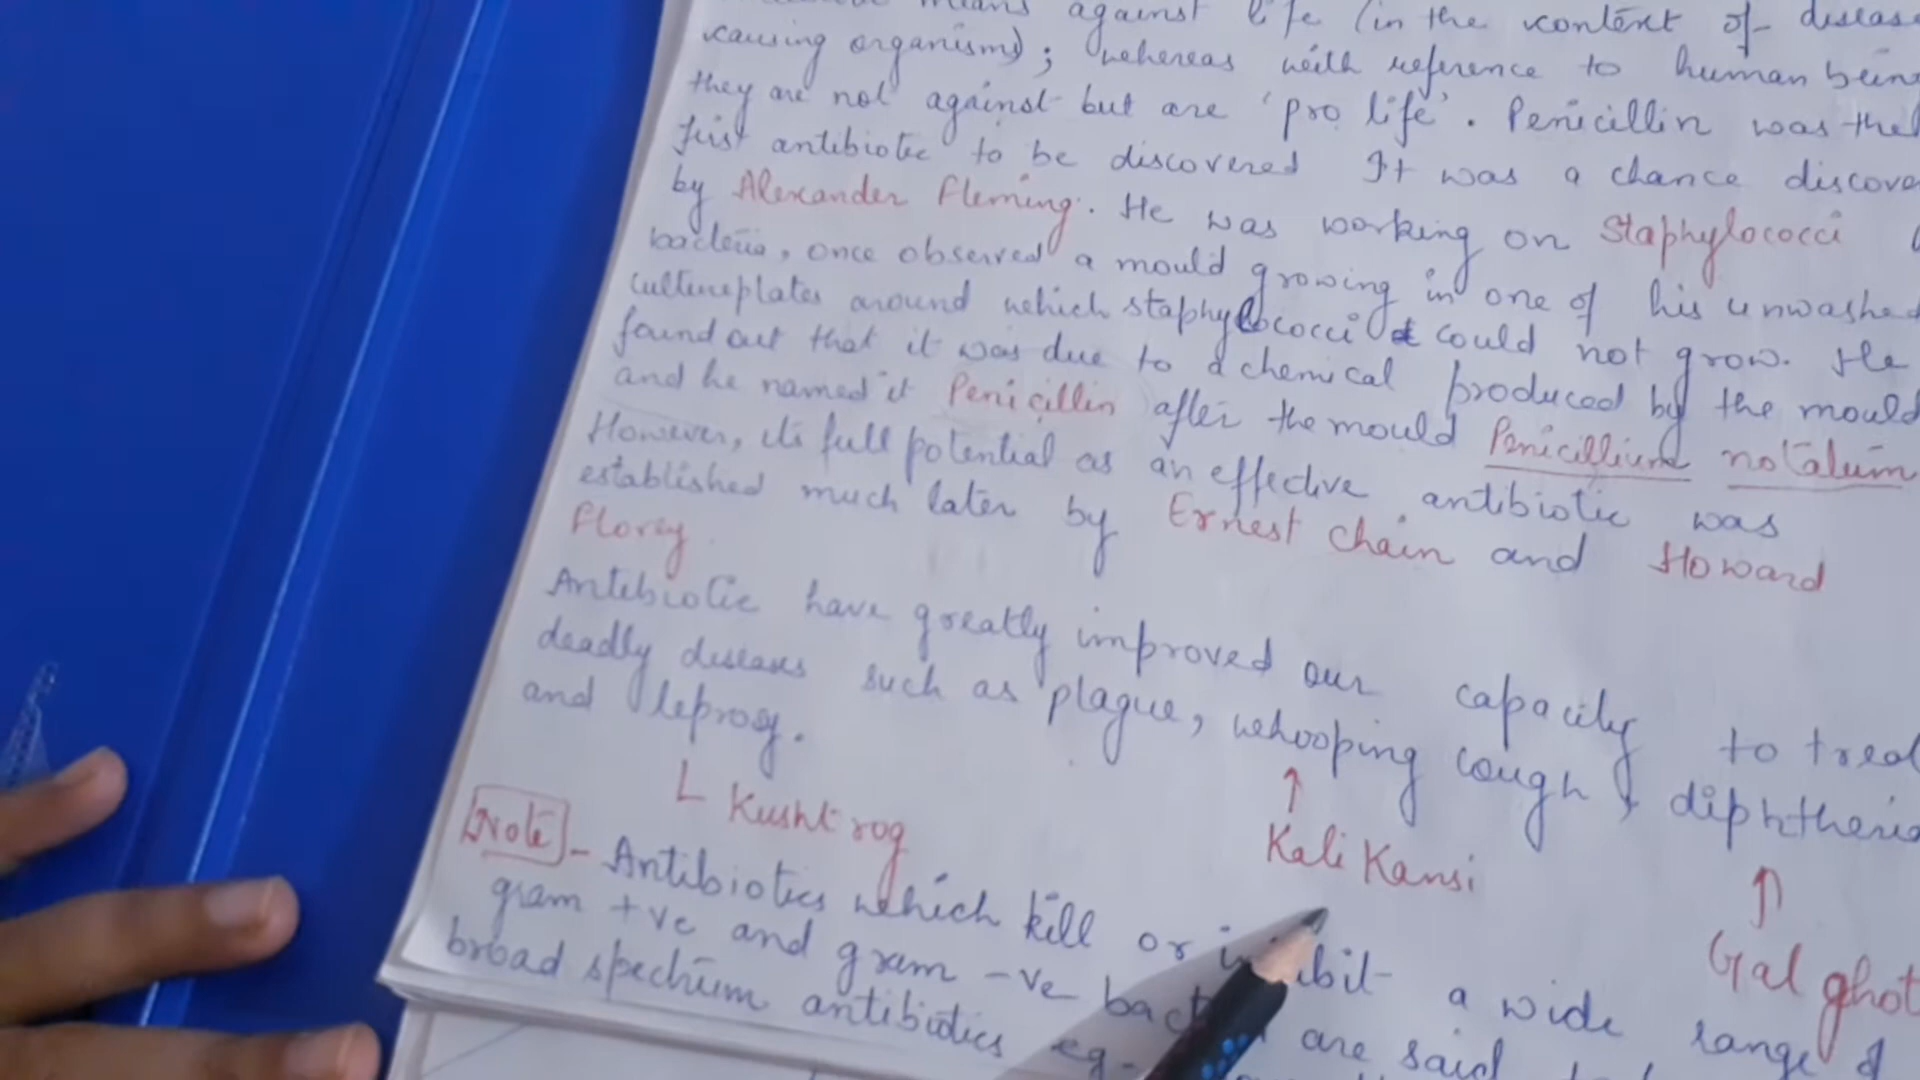 means against life (in the context of diseas
causing organisms); whereas with reference to human bein
they are not against but are 'pro life'. Penicillin was the
first antibiotic to be discovered It was a chance discove
by Alexander Fleming. He was working on Staphylococci
bacteria, once observed a mould growing in one of his unwashed
cultureplates around which staphylococci could not grow. He
found out that it was due to a chemical produced by the mould
and he named it Penicillin after the mould Penicillium notatum
However, its full potential as an effective antibiotic was
established much later by Ernest Chain and Howard
Florey
Antibiotic have greatly improved our capacity to treat
deadly diseases such as plague, whooping cough, diphtheria
and leprosy.
Kusht rog
Kali Kansi
Gal ghot
Note - Antibiotics which kill or inhibit a wide range of
gram +ve and gram -ve bact are said
broad spectrum antibiotics eg-